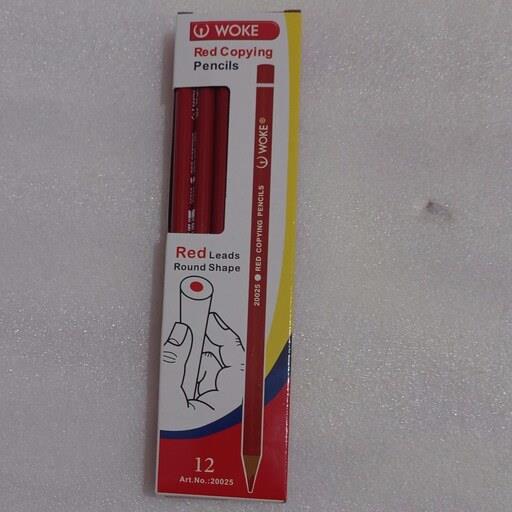 WOKE
Red Copying
Pencils
WOKE®
20025 RED COPYING PENCILS
Red Leads
Round Shape
12
Art.No.:20025